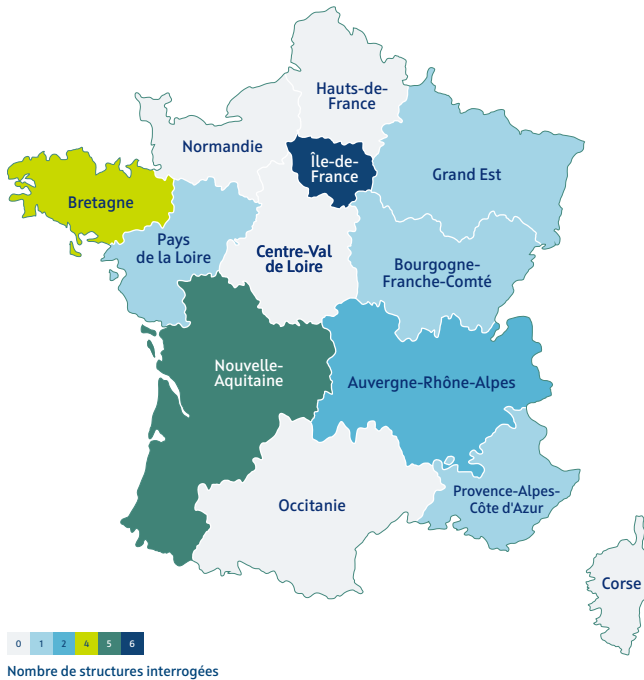 Hauts-de-
France
Normandie
Île-de-
France
Grand Est
Bretagne
Pays
de la Loire
Centre-Val
de Loire
Bourgogne-
Franche-Comté
Nouvelle-
Aquitaine
Auvergne-Rhône-Alpes
Occitanie
Provence-Alpes-
Côte d'Azur
Corse
0 1 2 4 5 6
Nombre de structures interrogées